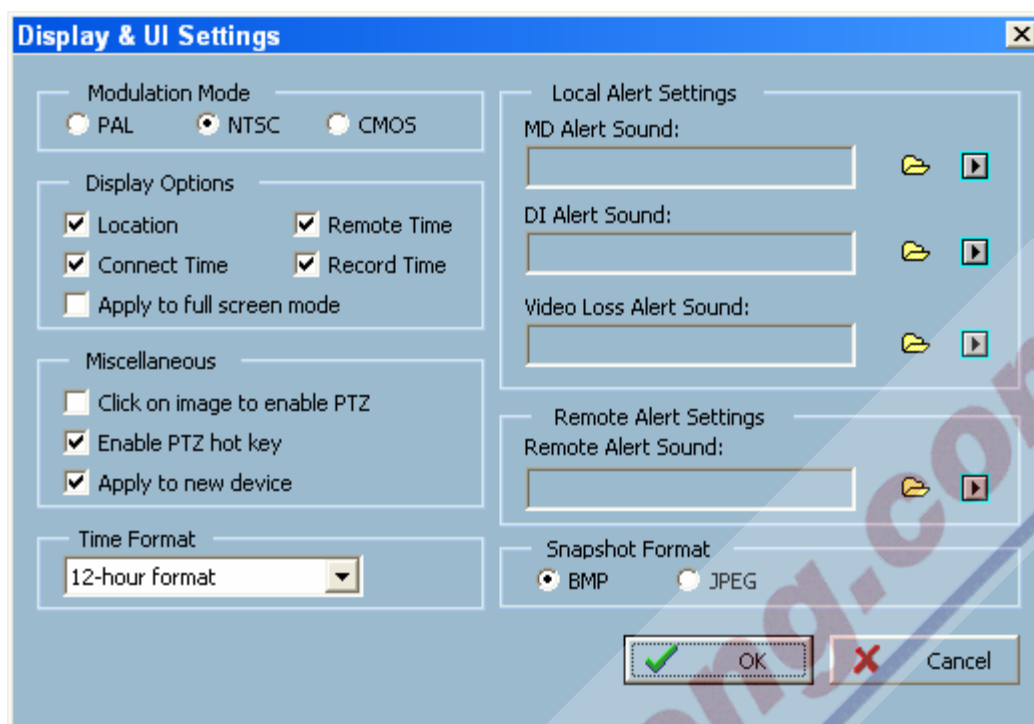 Display & UI Settings
Modulation Mode
PAL NTSC CMOS
Display Options
Location Remote Time
Connect Time Record Time
Apply to full screen mode
Miscellaneous
Click on image to enable PTZ
Enable PTZ hot key
Apply to new device
Time Format
12-hour format
Local Alert Settings
MD Alert Sound:
DI Alert Sound:
Video Loss Alert Sound:
Remote Alert Settings
Remote Alert Sound:
Snapshot Format
BMP JPEG
OK Cancel